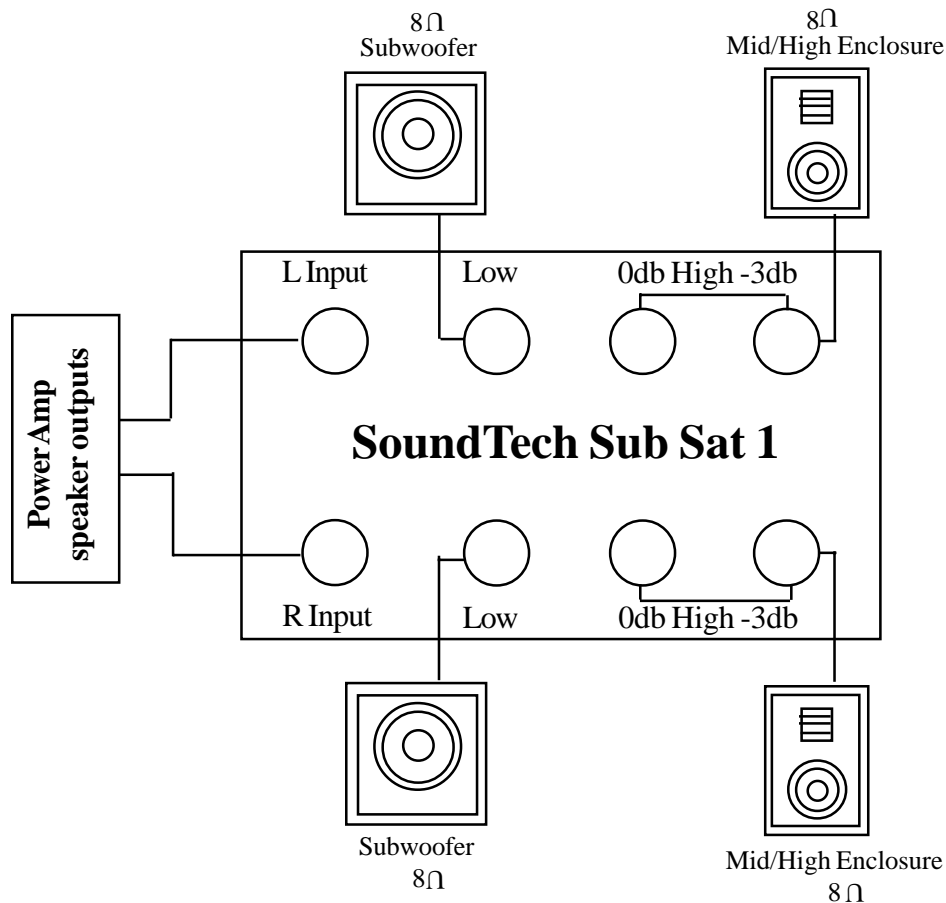 8Ω
Subwoofer
8Ω
Mid/High Enclosure
L Input
Low
0db High -3db
Power Amp
speaker outputs
SoundTech Sub Sat 1
R Input
Low
0db High -3db
Subwoofer
8Ω
Mid/High Enclosure
8Ω